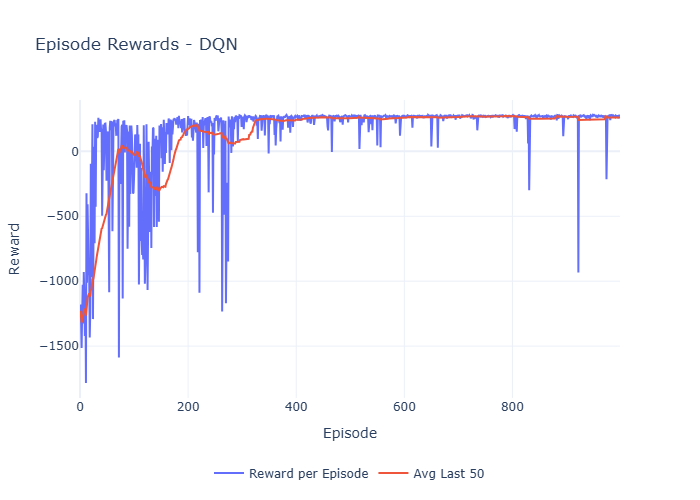 Episode Rewards - DQN
0
−500
−1000
−1500
Reward
0
200
400
600
800
Episode
Reward per Episode
Avg Last 50